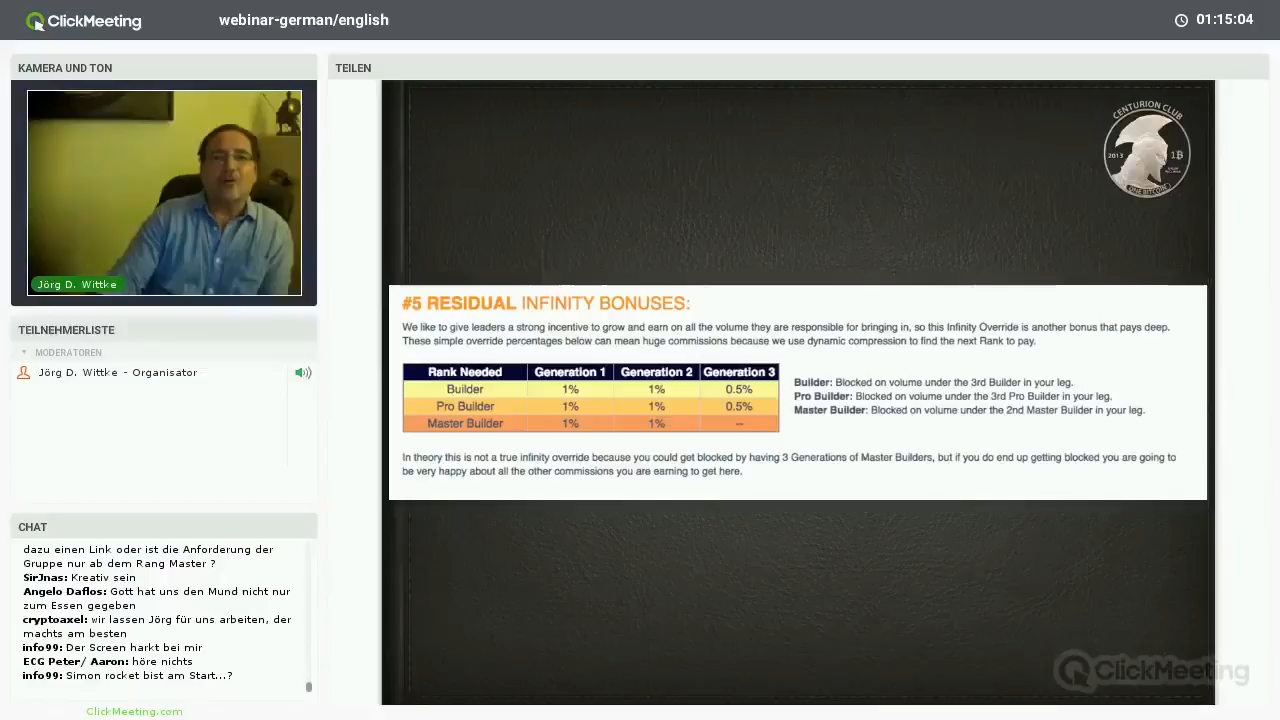 ClickMeeting
webinar-german/english
01:15:04
KAMERA UND TON
Jörg D. Wittke
TEILNEHMERLISTE
MODERATOREN
Jörg D. Wittke - Organisator
CHAT
dazu einen Link oder ist die Anforderung der
Gruppe nur ab dem Rang Master ?
SirJnas: Kreativ sein
Angelo Daflos: Gott hat uns den Mund nicht nur
zum Essen gegeben
cryptoaxel: wir lassen Jörg für uns arbeiten, der
machts am besten
info99: Der Screen harkt bei mir
ECG Peter/ Aaron: höre nichts
info99: Simon rocket bist am Start...?
ClickMeeting.com
TEILEN
CENTURION CLUB
2013
1₿
ONE BITCOIN
#5 RESIDUAL INFINITY BONUSES:
We like to give leaders a strong incentive to grow and earn on all the volume they are responsible for bringing in, so this Infinity Override is another bonus that pays deep.
These simple override percentages below can mean huge commissions because we use dynamic compression to find the next Rank to pay.
Rank Needed Generation 1 Generation 2 Generation 3
Builder 1% 1% 0.5%
Pro Builder 1% 1% 0.5%
Master Builder 1% 1% --
Builder: Blocked on volume under the 3rd Builder in your leg.
Pro Builder: Blocked on volume under the 3rd Pro Builder in your leg.
Master Builder: Blocked on volume under the 2nd Master Builder in your leg.
In theory this is not a true infinity override because you could get blocked by having 3 Generations of Master Builders, but if you do end up getting blocked you are going to
be very happy about all the other commissions you are earning to get here.
ClickMeeting